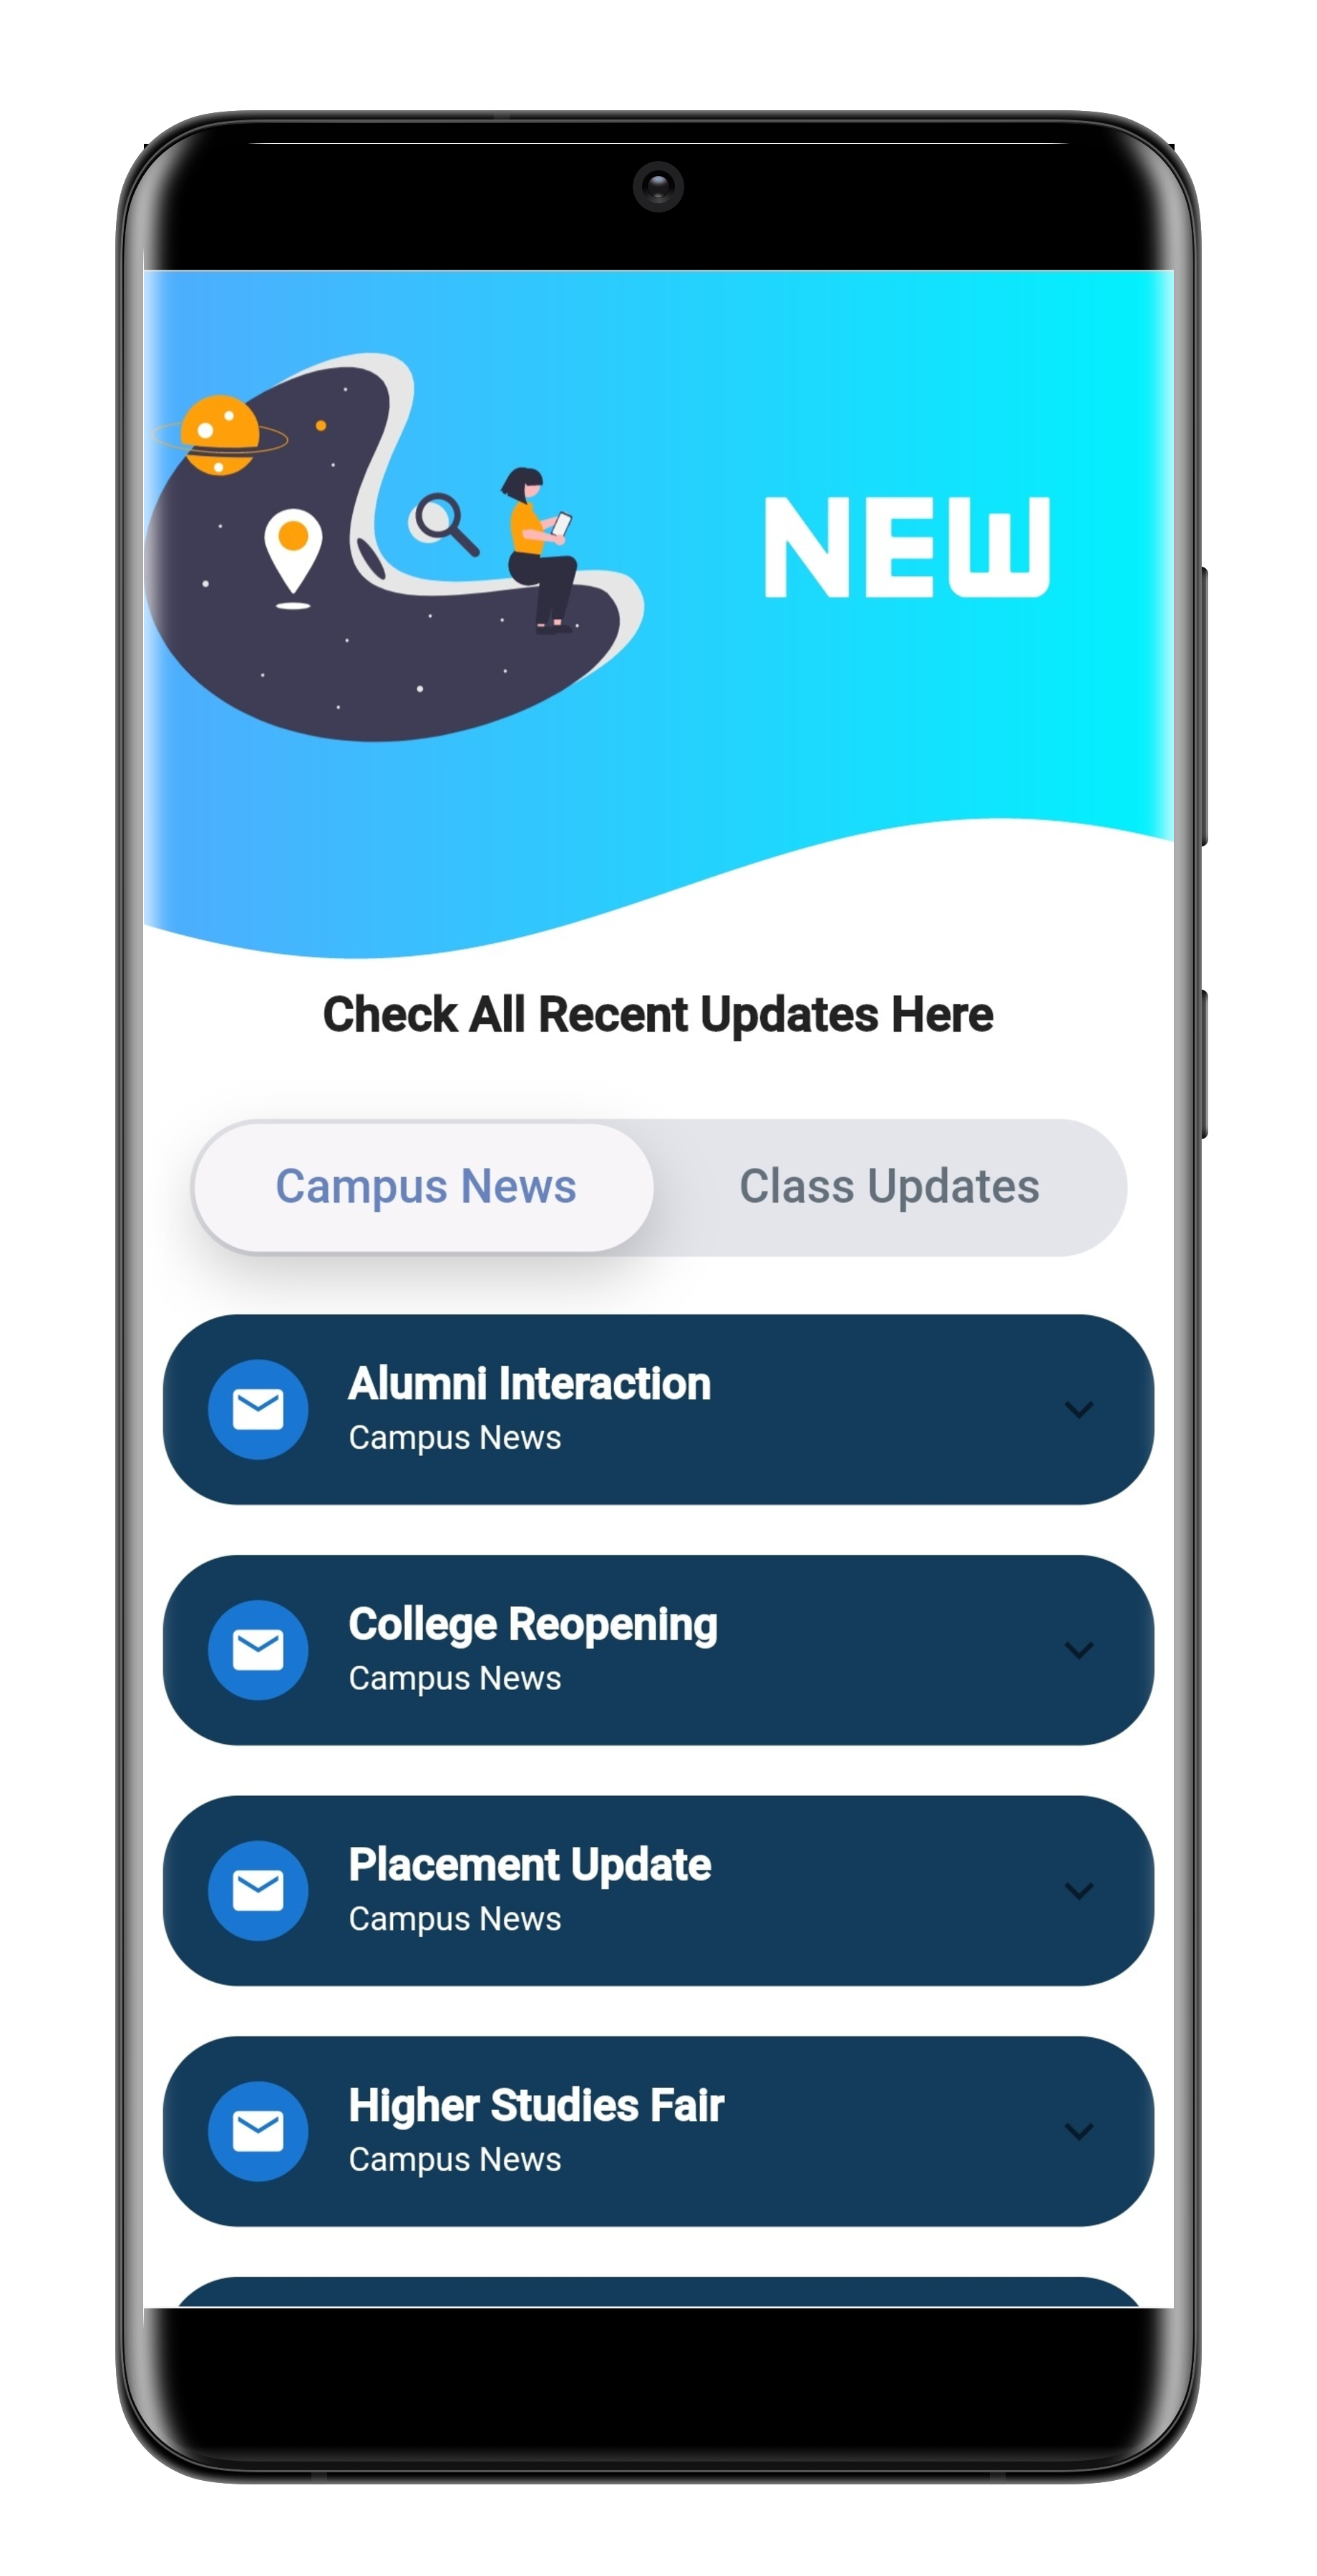 NEW
Check All Recent Updates Here
Campus News
Class Updates
Alumni Interaction
Campus News
College Reopening
Campus News
Placement Update
Campus News
Higher Studies Fair
Campus News